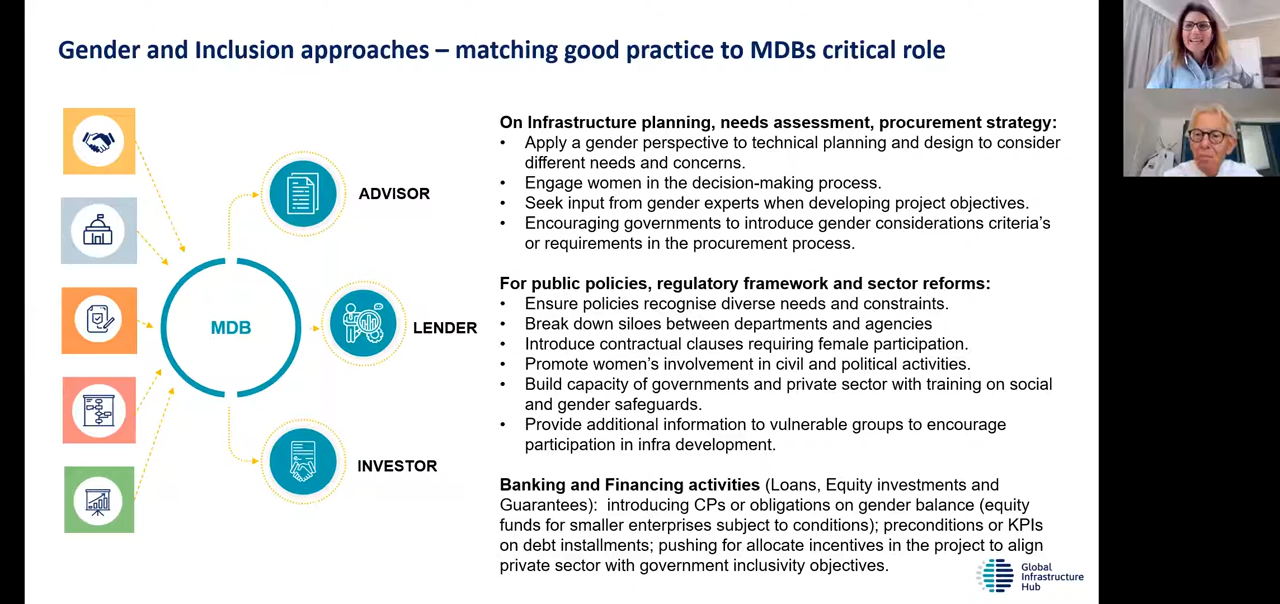 Gender and Inclusion approaches – matching good practice to MDBs critical role
MDB
ADVISOR
LENDER
INVESTOR
On Infrastructure planning, needs assessment, procurement strategy:
• Apply a gender perspective to technical planning and design to consider
different needs and concerns.
• Engage women in the decision-making process.
• Seek input from gender experts when developing project objectives.
• Encouraging governments to introduce gender considerations criteria’s
or requirements in the procurement process.
For public policies, regulatory framework and sector reforms:
• Ensure policies recognise diverse needs and constraints.
• Break down siloes between departments and agencies
• Introduce contractual clauses requiring female participation.
• Promote women’s involvement in civil and political activities.
• Build capacity of governments and private sector with training on social
and gender safeguards.
• Provide additional information to vulnerable groups to encourage
participation in infra development.
Banking and Financing activities (Loans, Equity investments and
Guarantees): introducing CPs or obligations on gender balance (equity
funds for smaller enterprises subject to conditions); preconditions or KPIs
on debt installments; pushing for allocate incentives in the project to align
private sector with government inclusivity objectives.
Global
Infrastructure
Hub